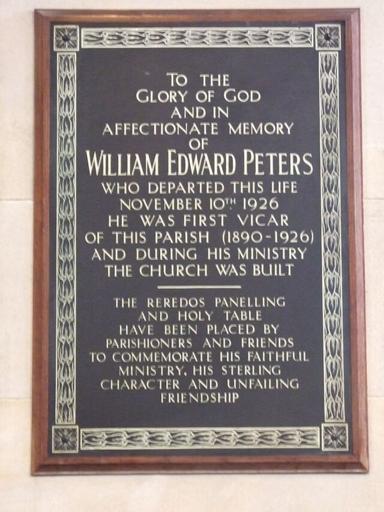 TO THE
GLORY OF GOD
AND IN
AFFECTIONATE MEMORY
OF
WILLIAM EDWARD PETERS
WHO DEPARTED THIS LIFE
NOVEMBER 10TH 1926
HE WAS FIRST VICAR
OF THIS PARISH (1890-1926)
AND DURING HIS MINISTRY
THE CHURCH WAS BUILT
THE REREDOS PANELLING
AND HOLY TABLE
HAVE BEEN PLACED BY
PARISHIONERS AND FRIENDS
TO COMMEMORATE HIS FAITHFUL
MINISTRY, HIS STERLING
CHARACTER AND UNFAILING
FRIENDSHIP